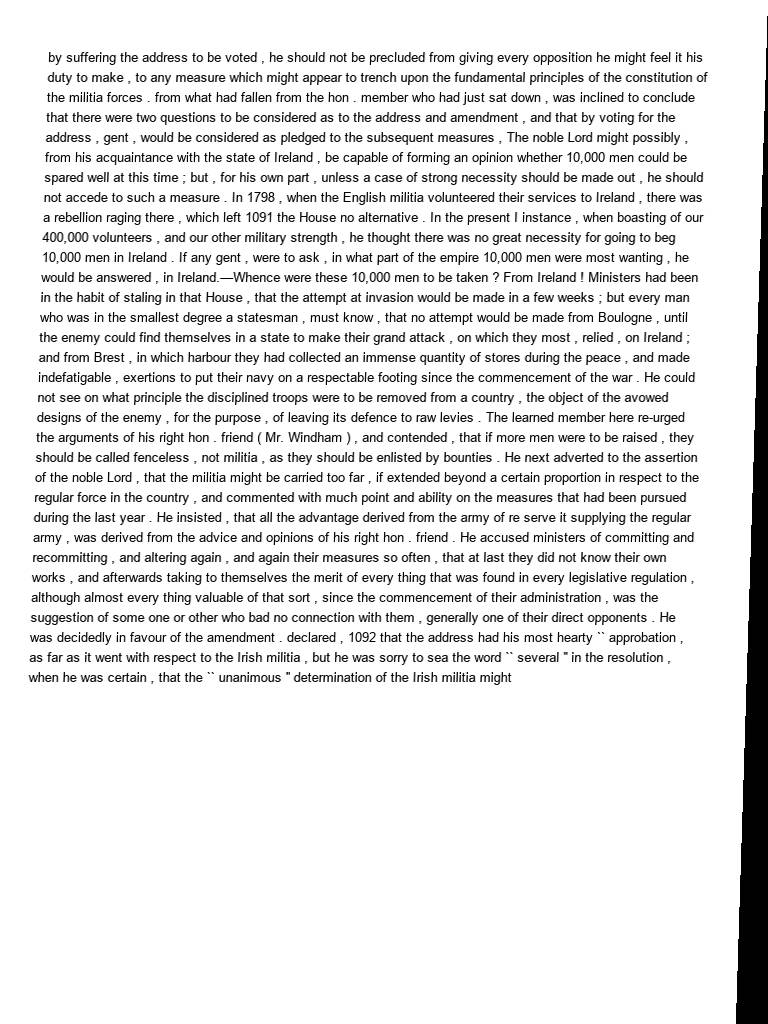 by suffering the address to be voted , he should not be precluded from giving every opposition he might feel it his
duty to make , to any measure which might appear to trench upon the fundamental principles of the constitution of
the militia forces . from what had fallen from the hon . member who had just sat down , was inclined to conclude
that there were two questions to be considered as to the address and amendment , and that by voting for the
address , gent , would be considered as pledged to the subsequent measures , The noble Lord might possibly ,
from his acquaintance with the state of Ireland , be capable of forming an opinion whether 10,000 men could be
spared well at this time ; but , for his own part , unless a case of strong necessity should be made out , he should
not accede to such a measure . In 1798 , when the English militia volunteered their services to Ireland , there was
a rebellion raging there , which left 1091 the House no alternative . In the present I instance , when boasting of our
400,000 volunteers , and our other military strength , he thought there was no great necessity for going to beg
10,000 men in Ireland . If any gent , were to ask , in what part of the empire 10,000 men were most wanting , he
would be answered , in Ireland.—Whence were these 10,000 men to be taken ? From Ireland ! Ministers had been
in the habit of staling in that House , that the attempt at invasion would be made in a few weeks ; but every man
who was in the smallest degree a statesman , must know , that no attempt would be made from Boulogne , until
the enemy could find themselves in a state to make their grand attack , on which they most , relied , on Ireland ;
and from Brest , in which harbour they had collected an immense quantity of stores during the peace , and made
indefatigable , exertions to put their navy on a respectable footing since the commencement of the war . He could
not see on what principle the disciplined troops were to be removed from a country , the object of the avowed
designs of the enemy , for the purpose , of leaving its defence to raw levies . The learned member here re-urged
the arguments of his right hon . friend ( Mr. Windham ) , and contended , that if more men were to be raised , they
should be called fenceless , not militia , as they should be enlisted by bounties . He next adverted to the assertion
of the noble Lord , that the militia might be carried too far , if extended beyond a certain proportion in respect to the
regular force in the country , and commented with much point and ability on the measures that had been pursued
during the last year . He insisted , that all the advantage derived from the army of re serve it supplying the regular
army , was derived from the advice and opinions of his right hon . friend . He accused ministers of committing and
recommitting , and altering again , and again their measures so often , that at last they did not know their own
works , and afterwards taking to themselves the merit of every thing that was found in every legislative regulation ,
although almost every thing valuable of that sort , since the commencement of their administration , was the
suggestion of some one or other who bad no connection with them , generally one of their direct opponents . He
was decidedly in favour of the amendment . declared , 1092 that the address had his most hearty `` approbation ,
as far as it went with respect to the Irish militia , but he was sorry to sea the word `` several '' in the resolution ,
when he was certain , that the `` unanimous '' determination of the Irish militia might